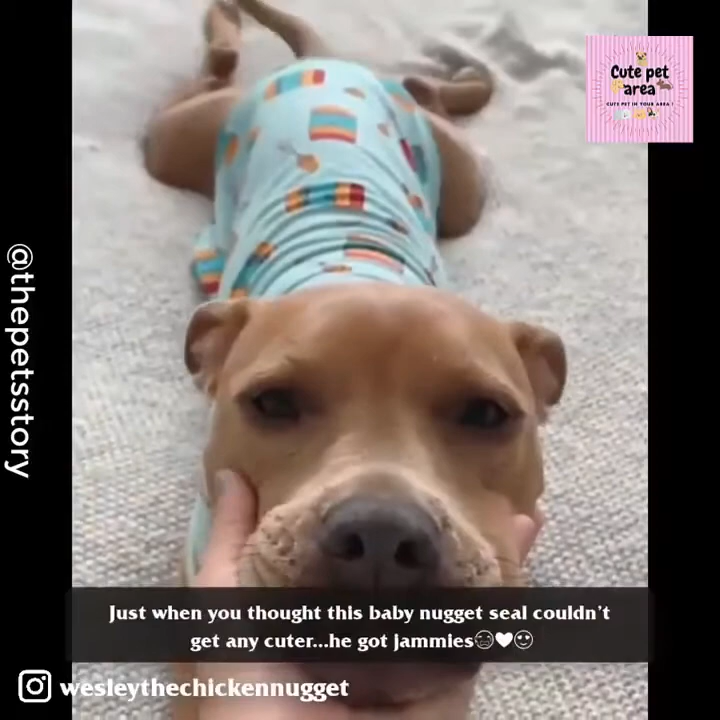 Cute pet
area
CUTE PET IN YOUR AREA !
@thepetsstory
Just when you thought this baby nugget seal couldn't
get any cuter...he got jammies😂🖤😍
wesleythechickennugget